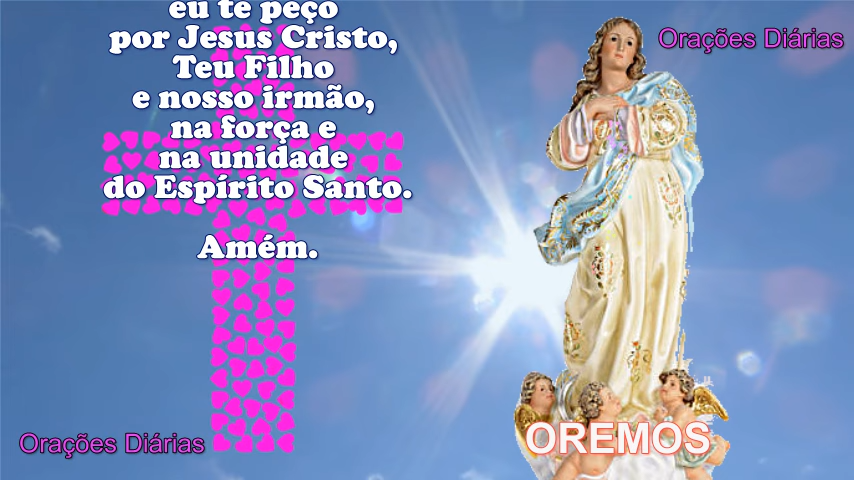 eu te peço
por Jesus Cristo,
Teu Filho
e nosso irmão,
na força e
na unidade
do Espírito Santo.
Amém.
Orações Diárias
Orações Diárias
OREMOS